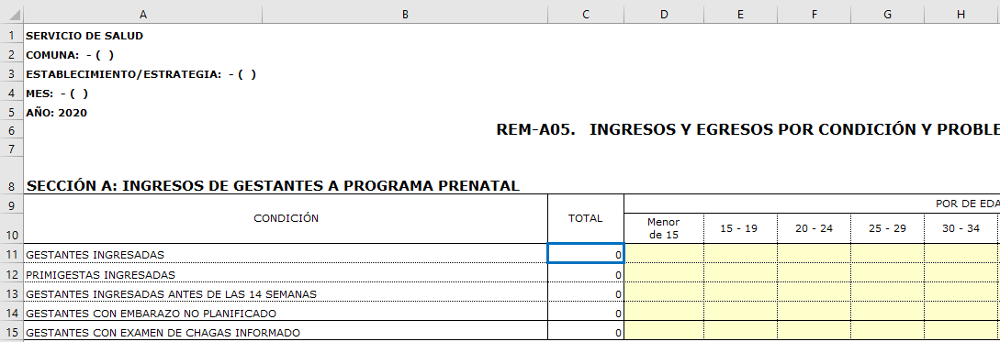 A B C D E F G H
1 SERVICIO DE SALUD
2 COMUNA: - ( )
3 ESTABLECIMIENTO/ESTRATEGIA: - ( )
4 MES: - ( )
5 AÑO: 2020
6 REM-A05. INGRESOS Y EGRESOS POR CONDICIÓN Y PROBLE
7
8 SECCIÓN A: INGRESOS DE GESTANTES A PROGRAMA PRENATAL
9 CONDICIÓN TOTAL POR DE EDA
10 Menor de 15 15 - 19 20 - 24 25 - 29 30 - 34
11 GESTANTES INGRESADAS 0
12 PRIMIGESTAS INGRESADAS 0
13 GESTANTES INGRESADAS ANTES DE LAS 14 SEMANAS 0
14 GESTANTES CON EMBARAZO NO PLANIFICADO 0
15 GESTANTES CON EXAMEN DE CHAGAS INFORMADO 0